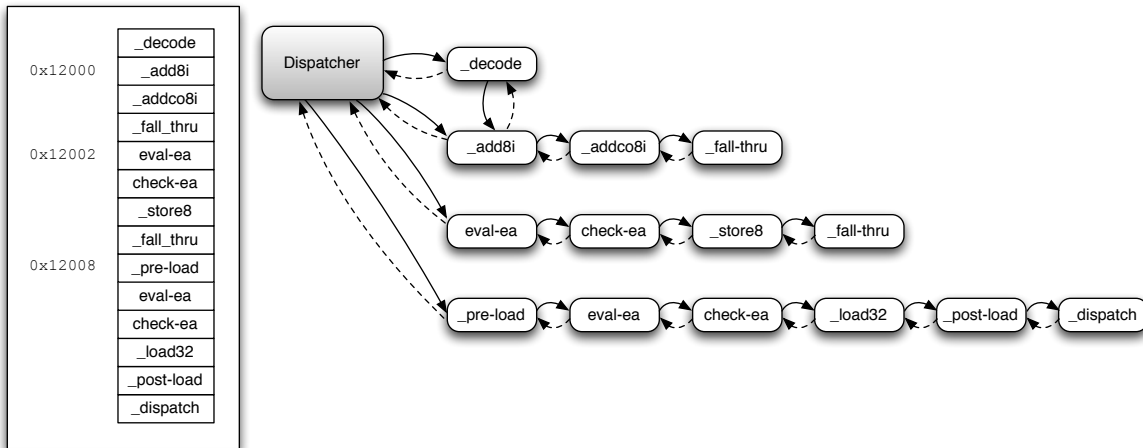 _decode
0x12000 _add8i
_addco8i
_fall_thru
0x12002 eval-ea
check-ea
_store8
_fall_thru
0x12008 _pre-load
eval-ea
check-ea
_load32
_post-load
_dispatch
Dispatcher
_decode
_add8i _addco8i _fall-thru
eval-ea check-ea _store8 _fall-thru
_pre-load eval-ea check-ea _load32 _post-load _dispatch